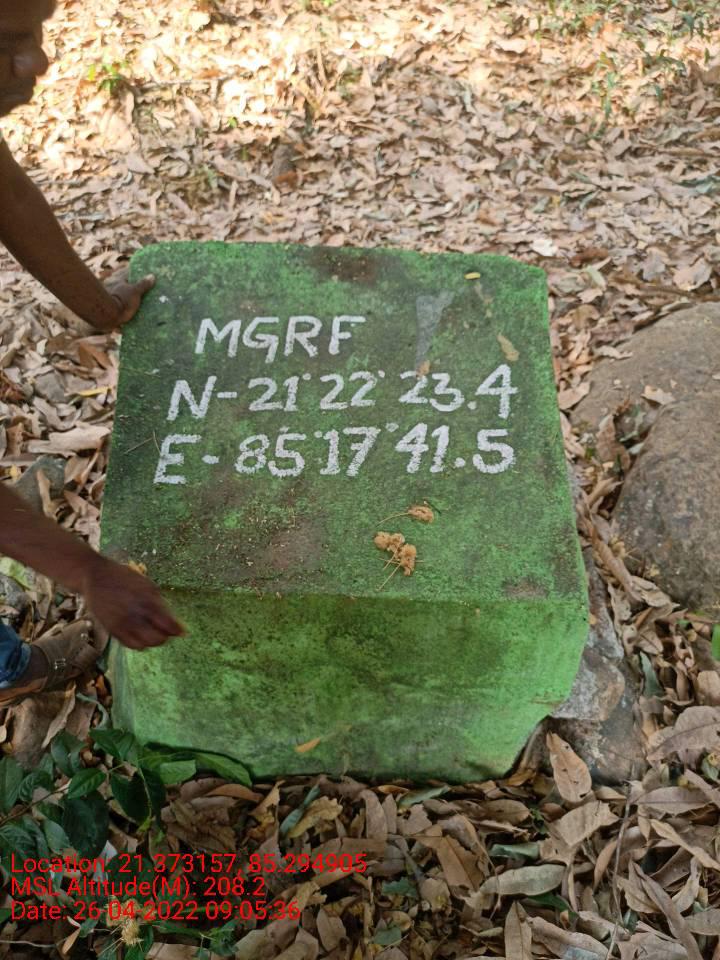 MGRF
N-21°22' 23.4
E-85°17' 41.5
Location: 21.373157, 85.294905
MSL Altitude(M): 208.2
Date: 26-04-2022 09:05:36